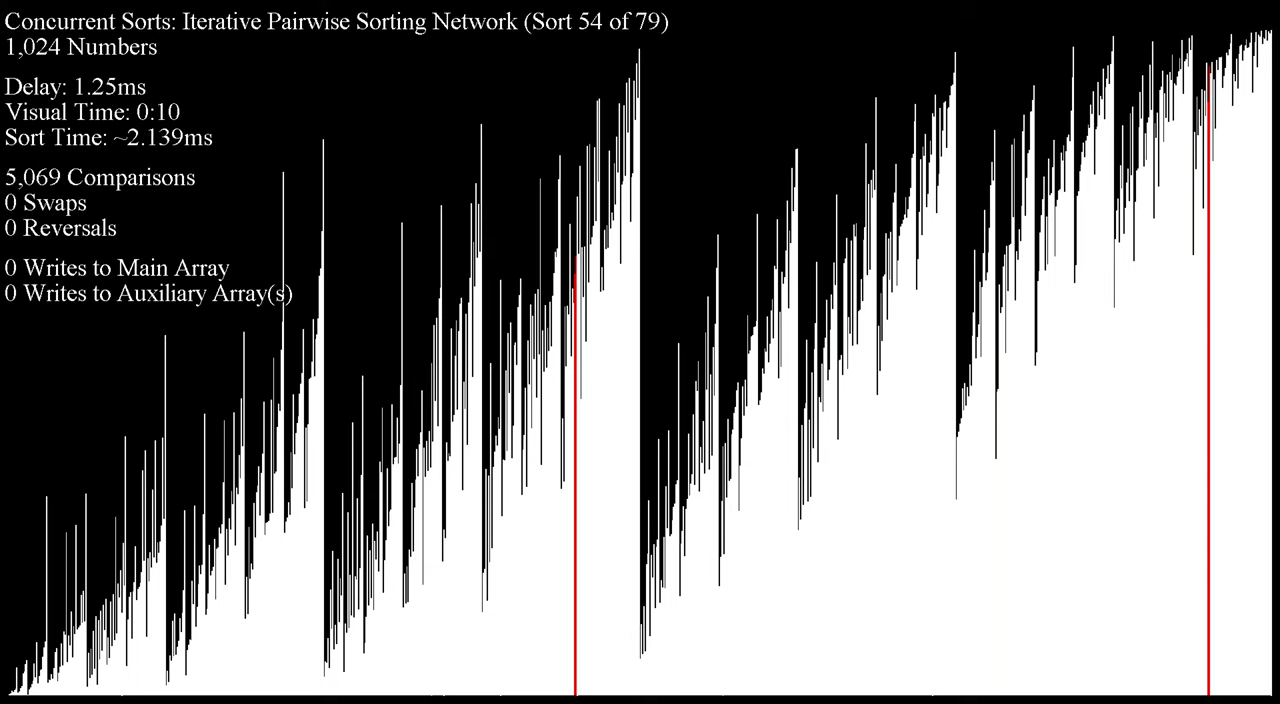 Concurrent Sorts: Iterative Pairwise Sorting Network (Sort 54 of 79)
1,024 Numbers
Delay: 1.25ms
Visual Time: 0:10
Sort Time: ~2.139ms
5,069 Comparisons
0 Swaps
0 Reversals
0 Writes to Main Array
0 Writes to Auxiliary Array(s)